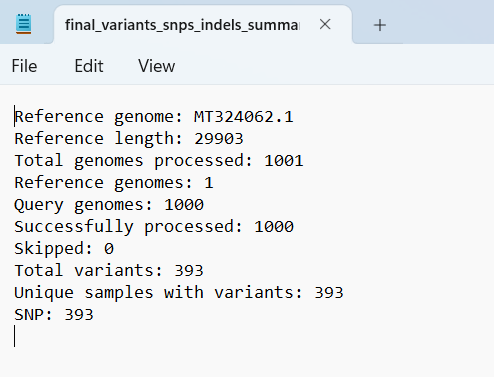 final_variants_snps_indels_summa
File Edit View
Reference genome: MT324062.1
Reference length: 29903
Total genomes processed: 1001
Reference genomes: 1
Query genomes: 1000
Successfully processed: 1000
Skipped: 0
Total variants: 393
Unique samples with variants: 393
SNP: 393